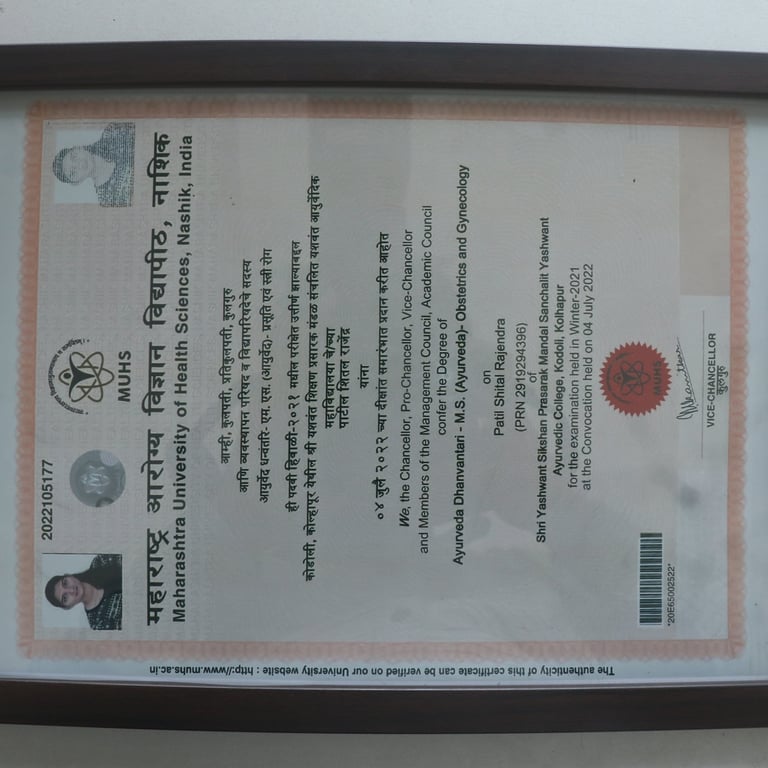 2022105177
MUHS
महाराष्ट्र आरोग्य विज्ञान विद्यापीठ, नाशिक
Maharashtra University of Health Sciences, Nashik, India
आम्ही, कुलपती, प्रतिकुलपती, कुलगुरु
आणि व्यवस्थापन परिषद व विद्यापरिषदेचे सदस्य
आयुर्वेद धन्वंतरि- एम. एस. (आयुर्वेद)- प्रसूति एवं स्त्री रोग
ही पदवी हिवाळी-२०२१ मधील परीक्षेत उत्तीर्ण झाल्याबद्दल
कोडोली, कोल्हापूर येथील श्री यशवंत शिक्षण प्रसारक मंडळ संचलित यशवंत आयुर्वेदिक
महाविद्यालया चे/च्या
पाटील शितल राजेंद्र
यांना
०४ जुलै २०२२ च्या दीक्षांत समारंभात प्रदान करीत आहोत
We, the Chancellor, Pro-Chancellor, Vice-Chancellor
and Members of the Management Council, Academic Council
confer the Degree of
Ayurveda Dhanvantari - M.S. (Ayurveda)- Obstetrics and Gynecology
on
Patil Shital Rajendra
(PRN 2919294396)
Shri Yashwant Sikshan Prasarak Mandal Sanchalit Yashwant
Ayurvedic College, Kodoli, Kolhapur
for the examination held in Winter-2021
at the Convocation held on 04 July 2022
MUHS
VICE-CHANCELLOR
कुलगुरू
*20E65002522*
The authenticity of this certificate can be verified on our University website : http://www.muhs.ac.in